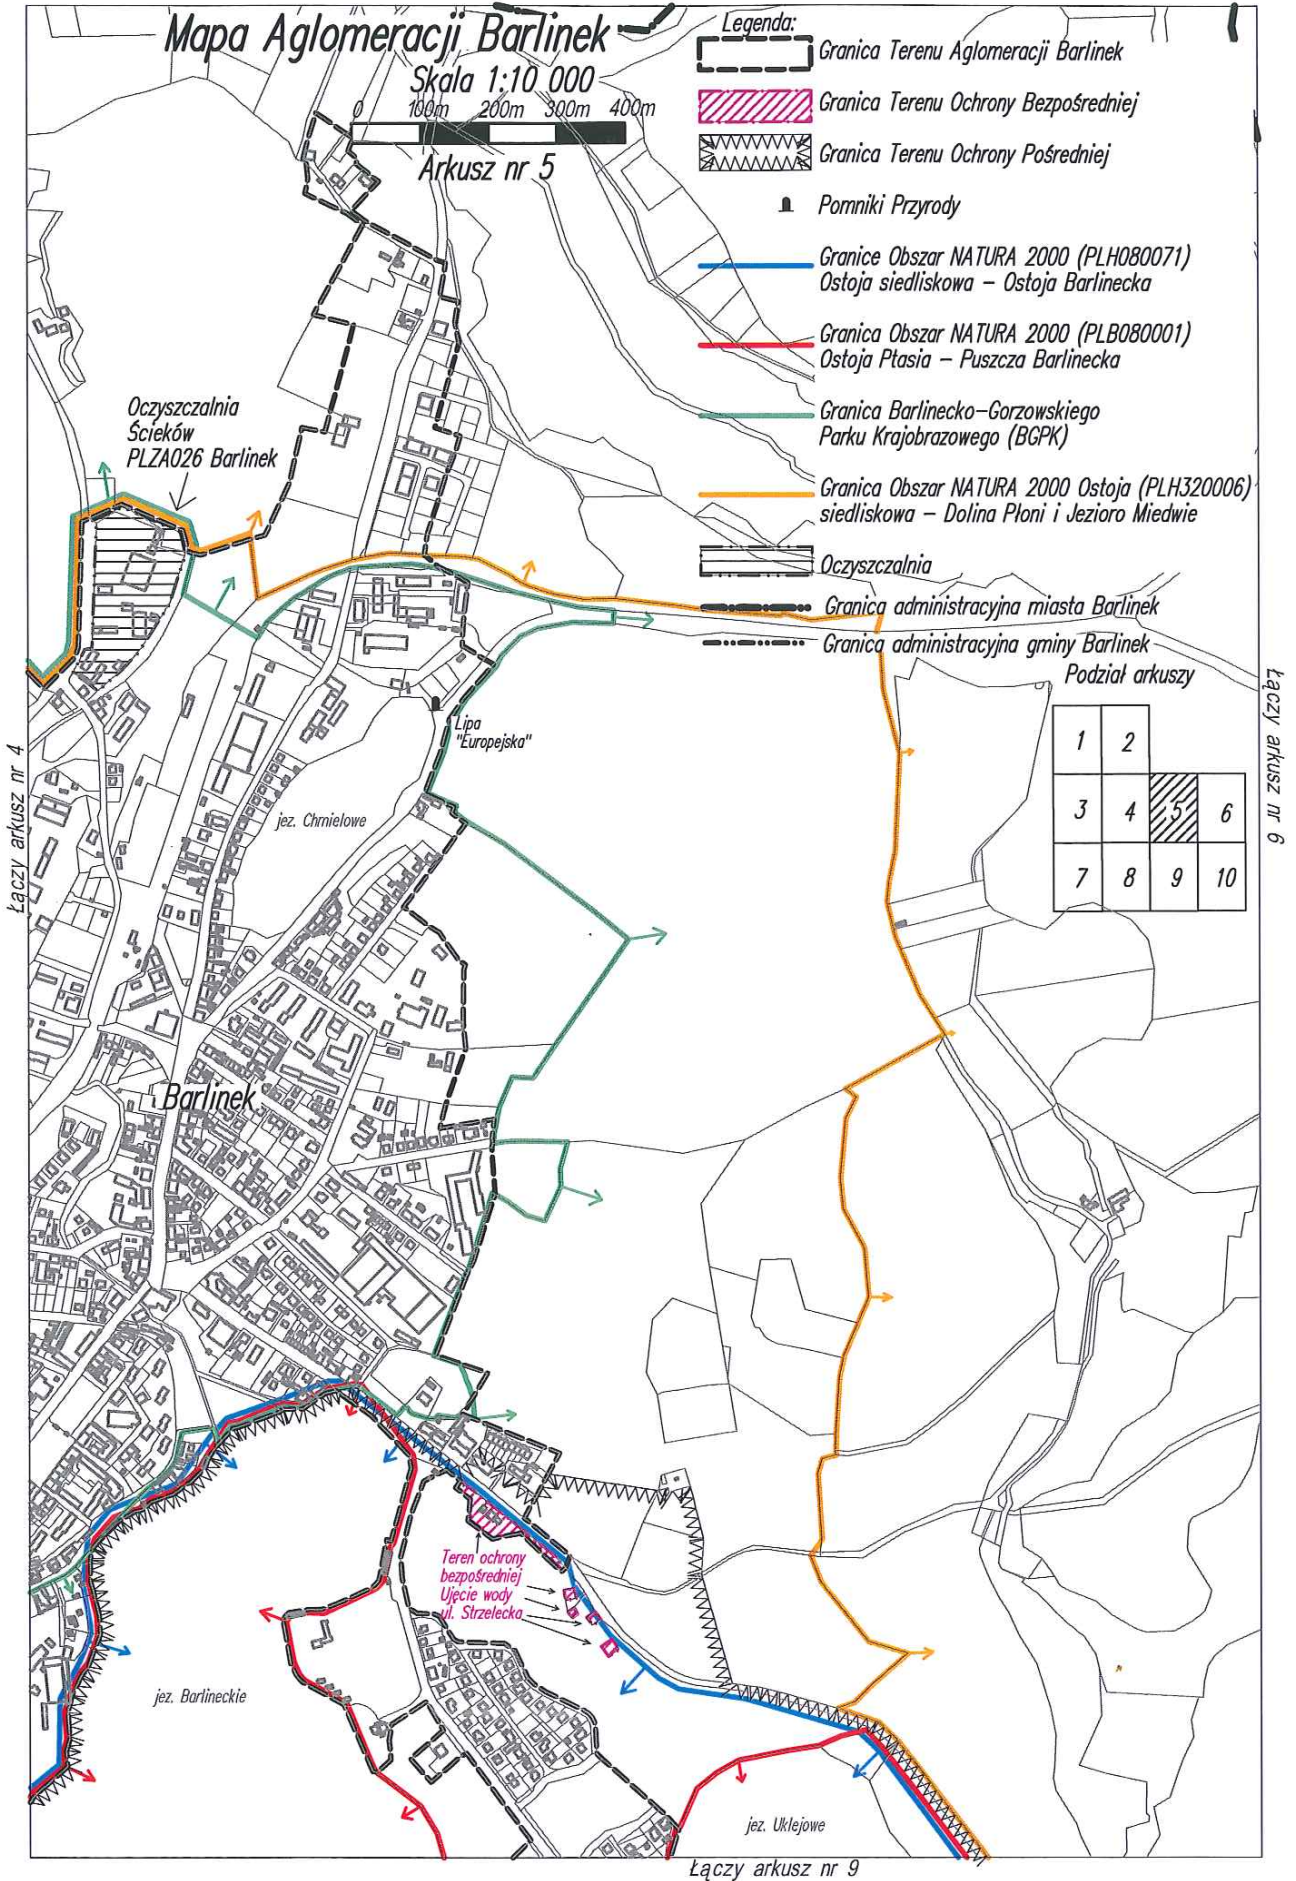 Mapa Aglomeracji Barlinek
Skala 1:10 000
0 100m 200m 300m 400m
Arkusz nr 5
Legenda:
Granica Terenu Aglomeracji Barlinek
Granica Terenu Ochrony Bezpośredniej
Granica Terenu Ochrony Pośredniej
Pomniki Przyrody
Granice Obszar NATURA 2000 (PLH080071)
Ostoja siedliskowa – Ostoja Barlinecka
Granica Obszar NATURA 2000 (PLB080001)
Ostoja Ptasia – Puszcza Barlinecka
Granica Barlinecko-Gorzowskiego
Parku Krajobrazowego (BGPK)
Granica Obszar NATURA 2000 Ostoja (PLH320006)
siedliskowa – Dolina Płoni i Jezioro Miedwie
Oczyszczalnia
Granica administracyjna miasta Barlinek
Granica administracyjna gminy Barlinek
Podział arkuszy
1 2
3 4 5 6
7 8 9 10
Oczyszczalnia
Ścieków
PLZA026 Barlinek
Lipa
"Europejska"
jez. Chmielowe
Barlinek
Teren ochrony
bezpośredniej
Ujęcie wody
ul. Strzelecka
jez. Barlineckie
jez. Uklejowe
Łączy arkusz nr 4
Łączy arkusz nr 6
Łączy arkusz nr 9